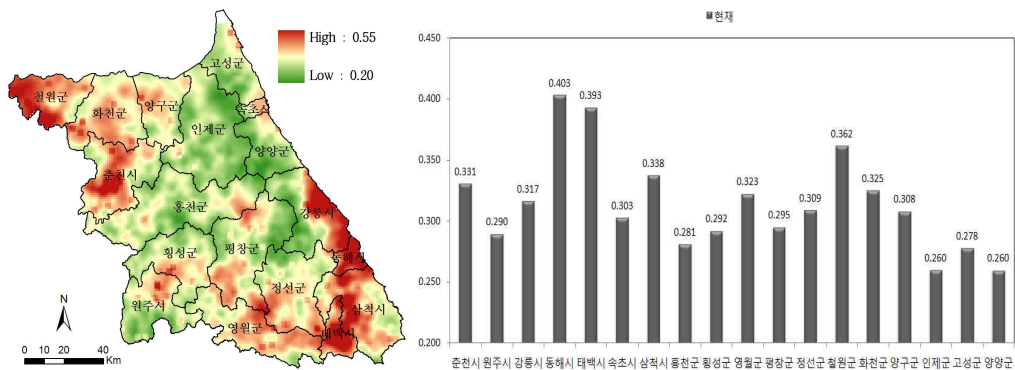 High : 0.55
Low : 0.20
고성군
철원군
화천군
양구군
속초시
인제군
양양군
춘천시
홍천군
강릉시
횡성군
평창군
동해시
정선군
원주시
삼척시
영월군
태백시
N
0 10 20 40
Km
현재
0.450
0.400
0.350
0.300
0.250
0.200
0.331
0.290
0.317
0.403
0.393
0.303
0.338
0.281
0.292
0.323
0.295
0.309
0.362
0.325
0.308
0.260
0.278
0.260
춘천시 원주시 강릉시 동해시 태백시 속초시 삼척시 홍천군 횡성군 영월군 평창군 정선군 철원군 화천군 양구군 인제군 고성군 양양군